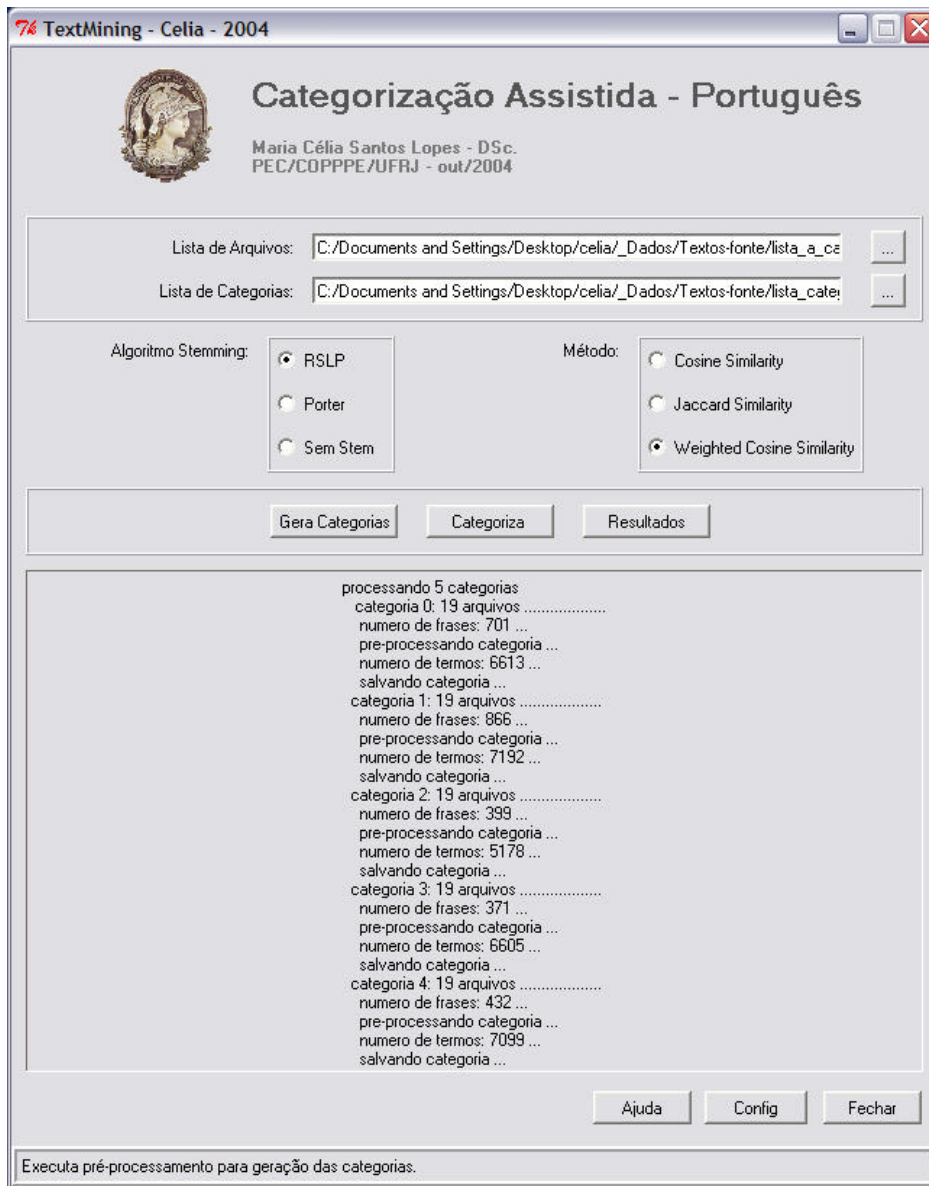 TextMining - Celia - 2004
Categorização Assistida - Português
Maria Célia Santos Lopes - DSc.
PEC/COPPPE/UFRJ - out/2004
Lista de Arquivos: C:/Documents and Settings/Desktop/celia/_Dados/Textos-fonte/lista_a_ca ...
Lista de Categorias: C:/Documents and Settings/Desktop/celia/_Dados/Textos-fonte/lista_cate ...
Algoritmo Stemming:
RSLP
Porter
Sem Stem
Método:
Cosine Similarity
Jaccard Similarity
Weighted Cosine Similarity
Gera Categorias Categoriza Resultados
processando 5 categorias
categoria 0: 19 arquivos ...................
numero de frases: 701 ...
pre-processando categoria ...
numero de termos: 6613 ...
salvando categoria ...
categoria 1: 19 arquivos ...................
numero de frases: 866 ...
pre-processando categoria ...
numero de termos: 7192 ...
salvando categoria ...
categoria 2: 19 arquivos ...................
numero de frases: 399 ...
pre-processando categoria ...
numero de termos: 5178 ...
salvando categoria ...
categoria 3: 19 arquivos ...................
numero de frases: 371 ...
pre-processando categoria ...
numero de termos: 6605 ...
salvando categoria ...
categoria 4: 19 arquivos ...................
numero de frases: 432 ...
pre-processando categoria ...
numero de termos: 7099 ...
salvando categoria ...
Ajuda Config Fechar
Executa pré-processamento para geração das categorias.